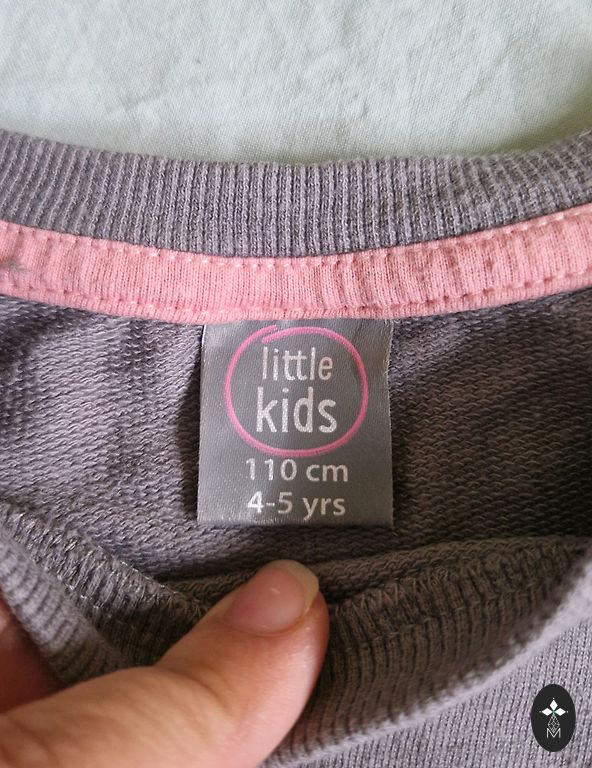 little
kids
110 cm
4-5 yrs
M